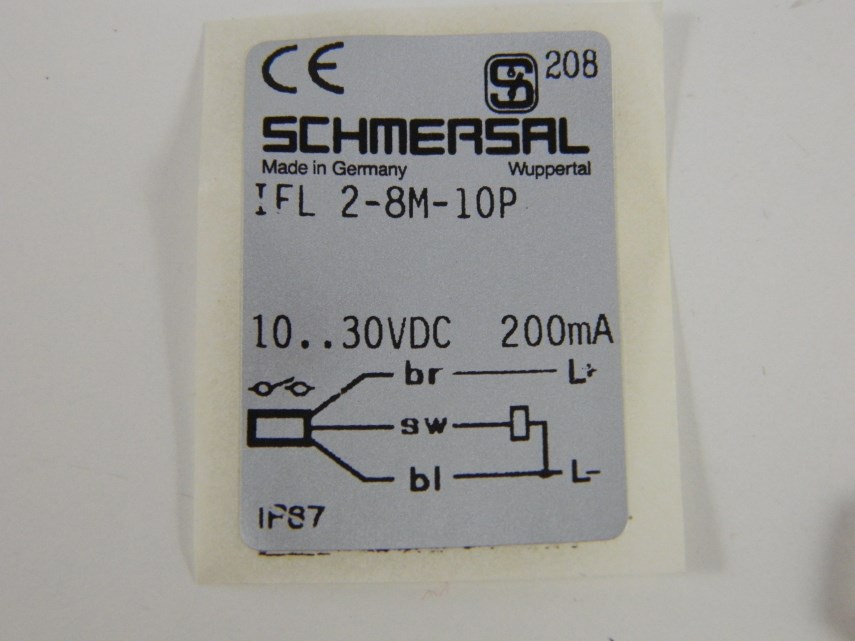 CE 208
SCHMERSAL
Made in Germany Wuppertal
IFL 2-8M-10P
10..30VDC 200mA
br L+
sw
bl L-
IP67